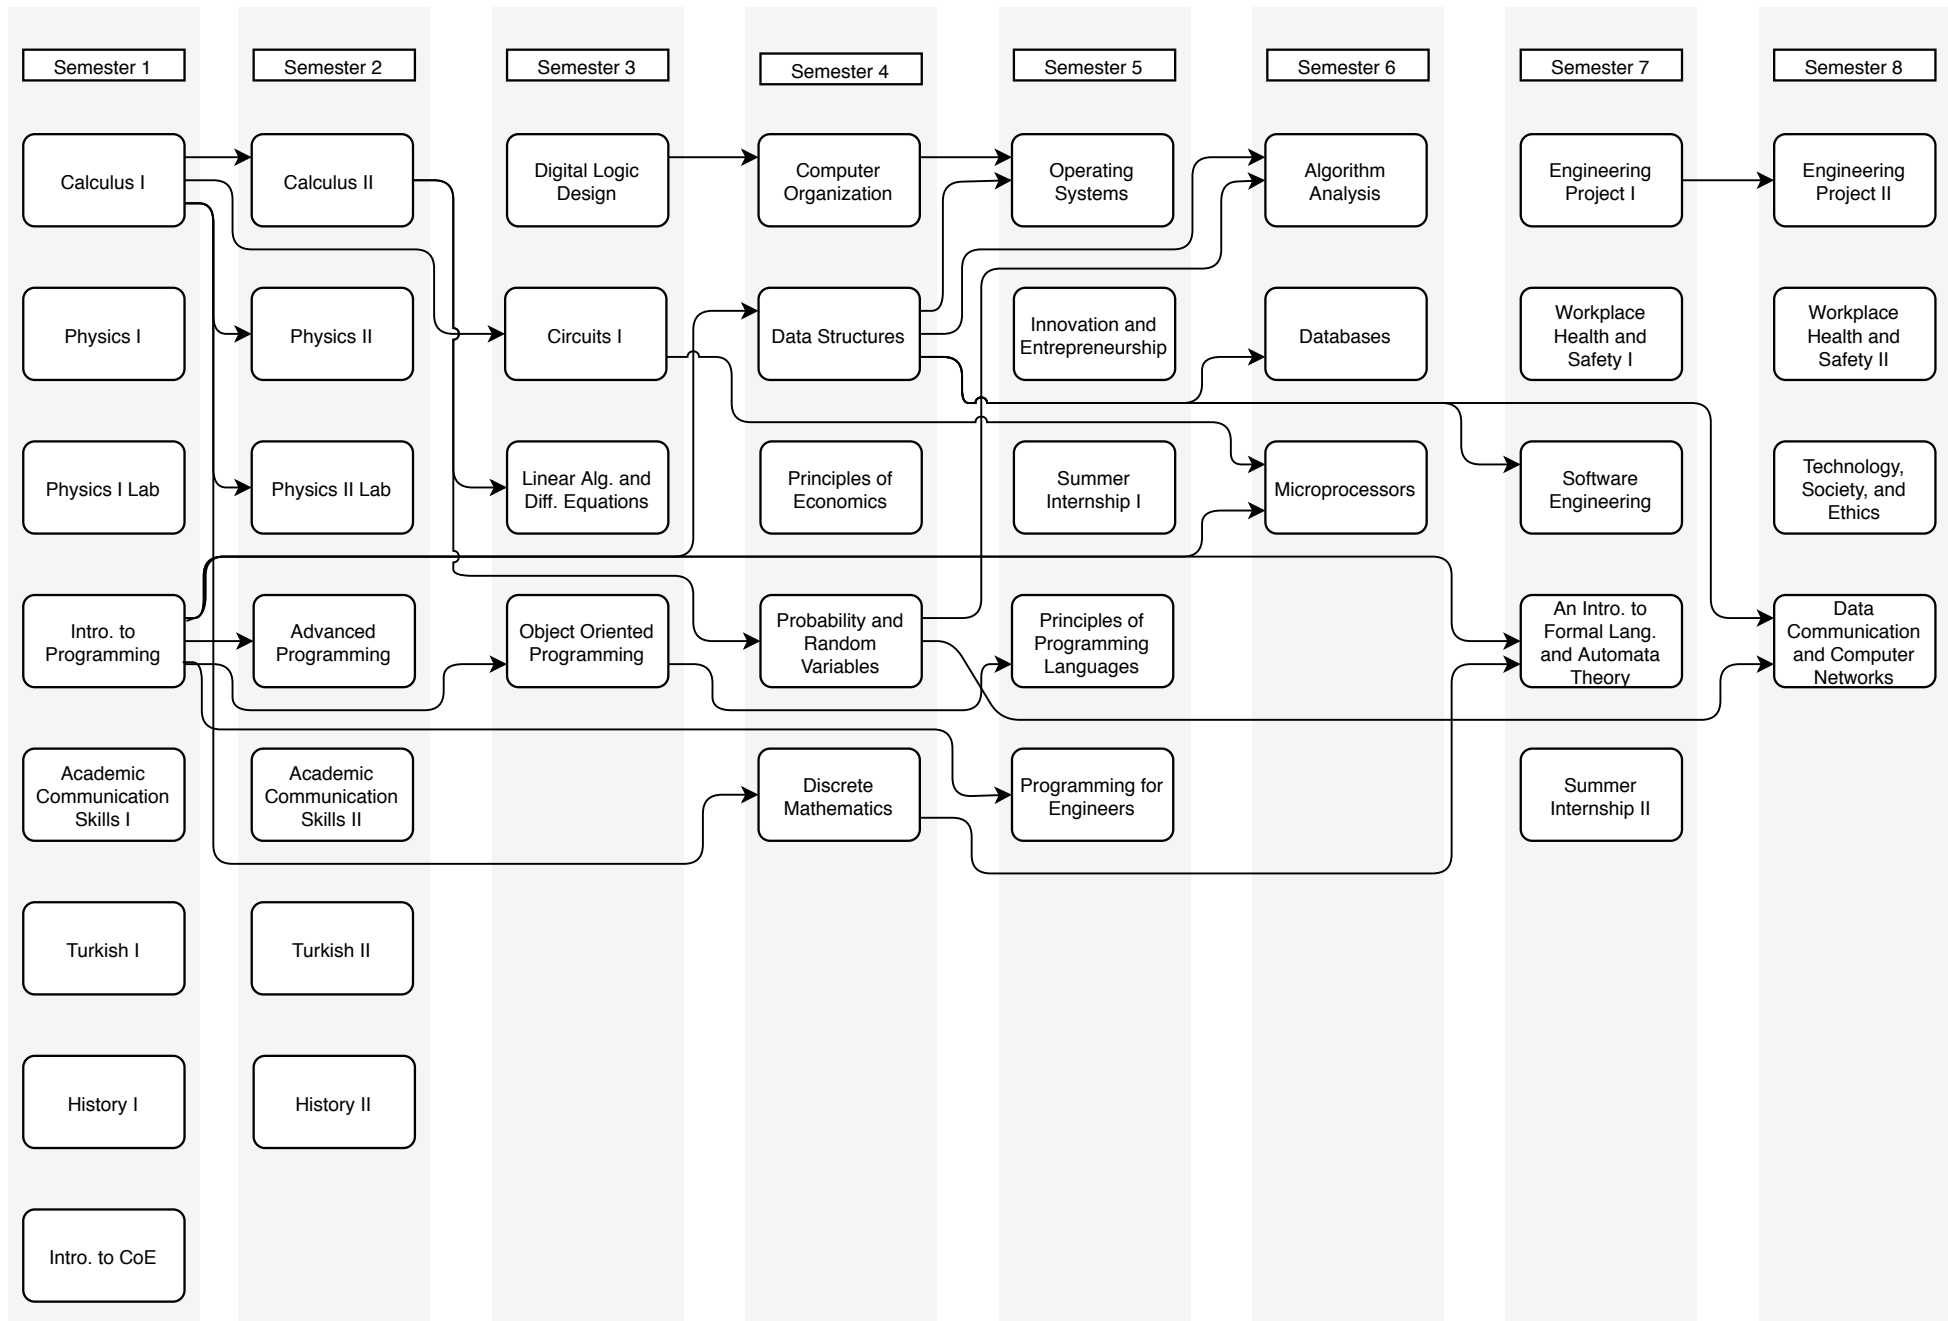 Semester 1
Semester 2
Semester 3
Semester 4
Semester 5
Semester 6
Semester 7
Semester 8
Calculus I
Calculus II
Digital Logic
Design
Computer
Organization
Operating
Systems
Algorithm
Analysis
Engineering
Project I
Engineering
Project II
Physics I
Physics II
Circuits I
Data Structures
Innovation and
Entrepreneurship
Databases
Workplace
Health and
Safety I
Workplace
Health and
Safety II
Physics I Lab
Physics II Lab
Linear Alg. and
Diff. Equations
Principles of
Economics
Summer
Internship I
Microprocessors
Software
Engineering
Technology,
Society, and
Ethics
Intro. to
Programming
Advanced
Programming
Object Oriented
Programming
Probability and
Random
Variables
Principles of
Programming
Languages
An Intro. to
Formal Lang.
and Automata
Theory
Data
Communication
and Computer
Networks
Academic
Communication
Skills I
Academic
Communication
Skills II
Discrete
Mathematics
Programming for
Engineers
Summer
Internship II
Turkish I
Turkish II
History I
History II
Intro. to CoE